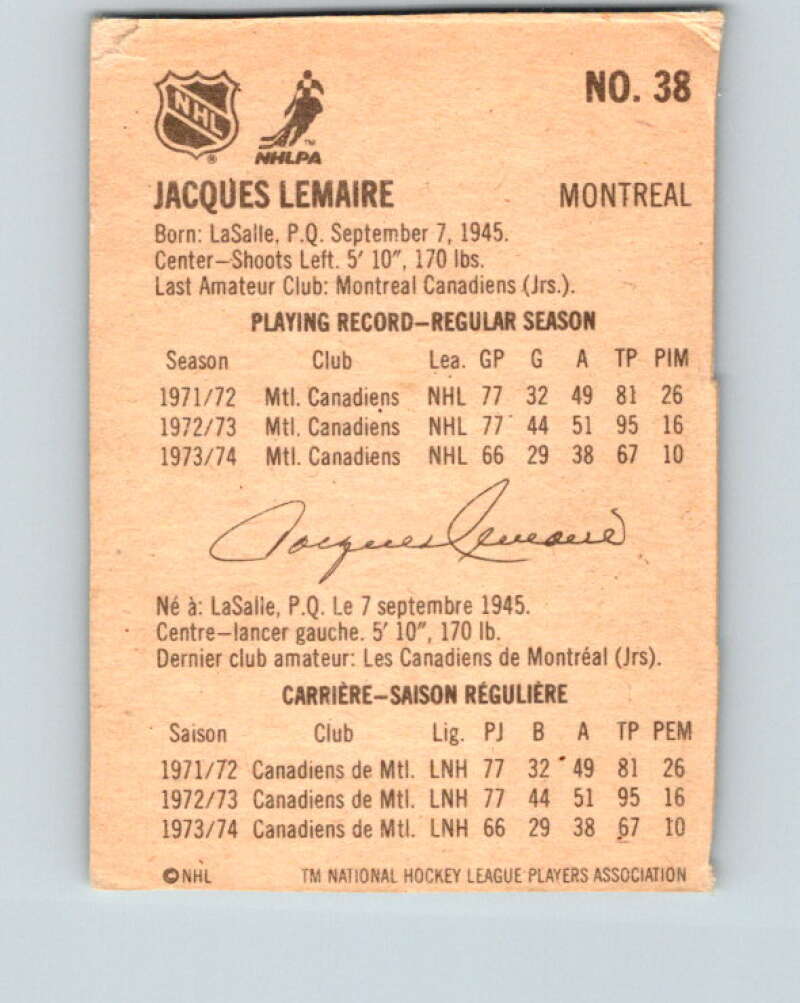 NO. 38
NHL
®
TM
NHLPA
JACQUES LEMAIRE MONTREAL
Born: LaSalle, P.Q. September 7, 1945.
Center—Shoots Left. 5′ 10″, 170 lbs.
Last Amateur Club: Montreal Canadiens (Jrs.).
PLAYING RECORD—REGULAR SEASON
Season Club Lea. GP G A TP PIM
1971/72 Mtl. Canadiens NHL 77 32 49 81 26
1972/73 Mtl. Canadiens NHL 77 44 51 95 16
1973/74 Mtl. Canadiens NHL 66 29 38 67 10
Jacques Lemaire
Né à: LaSalle, P.Q. Le 7 septembre 1945.
Centre—lancer gauche. 5′ 10″, 170 lb.
Dernier club amateur: Les Canadiens de Montréal (Jrs).
CARRIÈRE—SAISON RÉGULIÈRE
Saison Club Lig. PJ B A TP PEM
1971/72 Canadiens de Mtl. LNH 77 32 49 81 26
1972/73 Canadiens de Mtl. LNH 77 44 51 95 16
1973/74 Canadiens de Mtl. LNH 66 29 38 67 10
©NHL TM NATIONAL HOCKEY LEAGUE PLAYERS ASSOCIATION